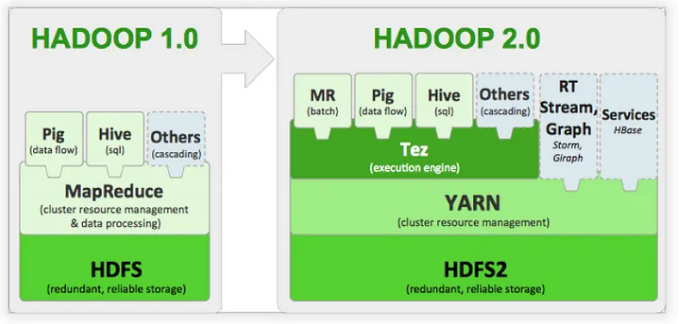 HADOOP 1.0
Pig
(data flow)
Hive
(sql)
Others
(cascading)
MapReduce
(cluster resource management
& data processing)
HDFS
(redundant, reliable storage)
HADOOP 2.0
MR
(batch)
Pig
(data flow)
Hive
(sql)
Others
(cascading)
RT
Stream,
Graph
Storm,
Giraph
Services
HBase
Tez
(execution engine)
YARN
(cluster resource management)
HDFS2
(redundant, reliable storage)